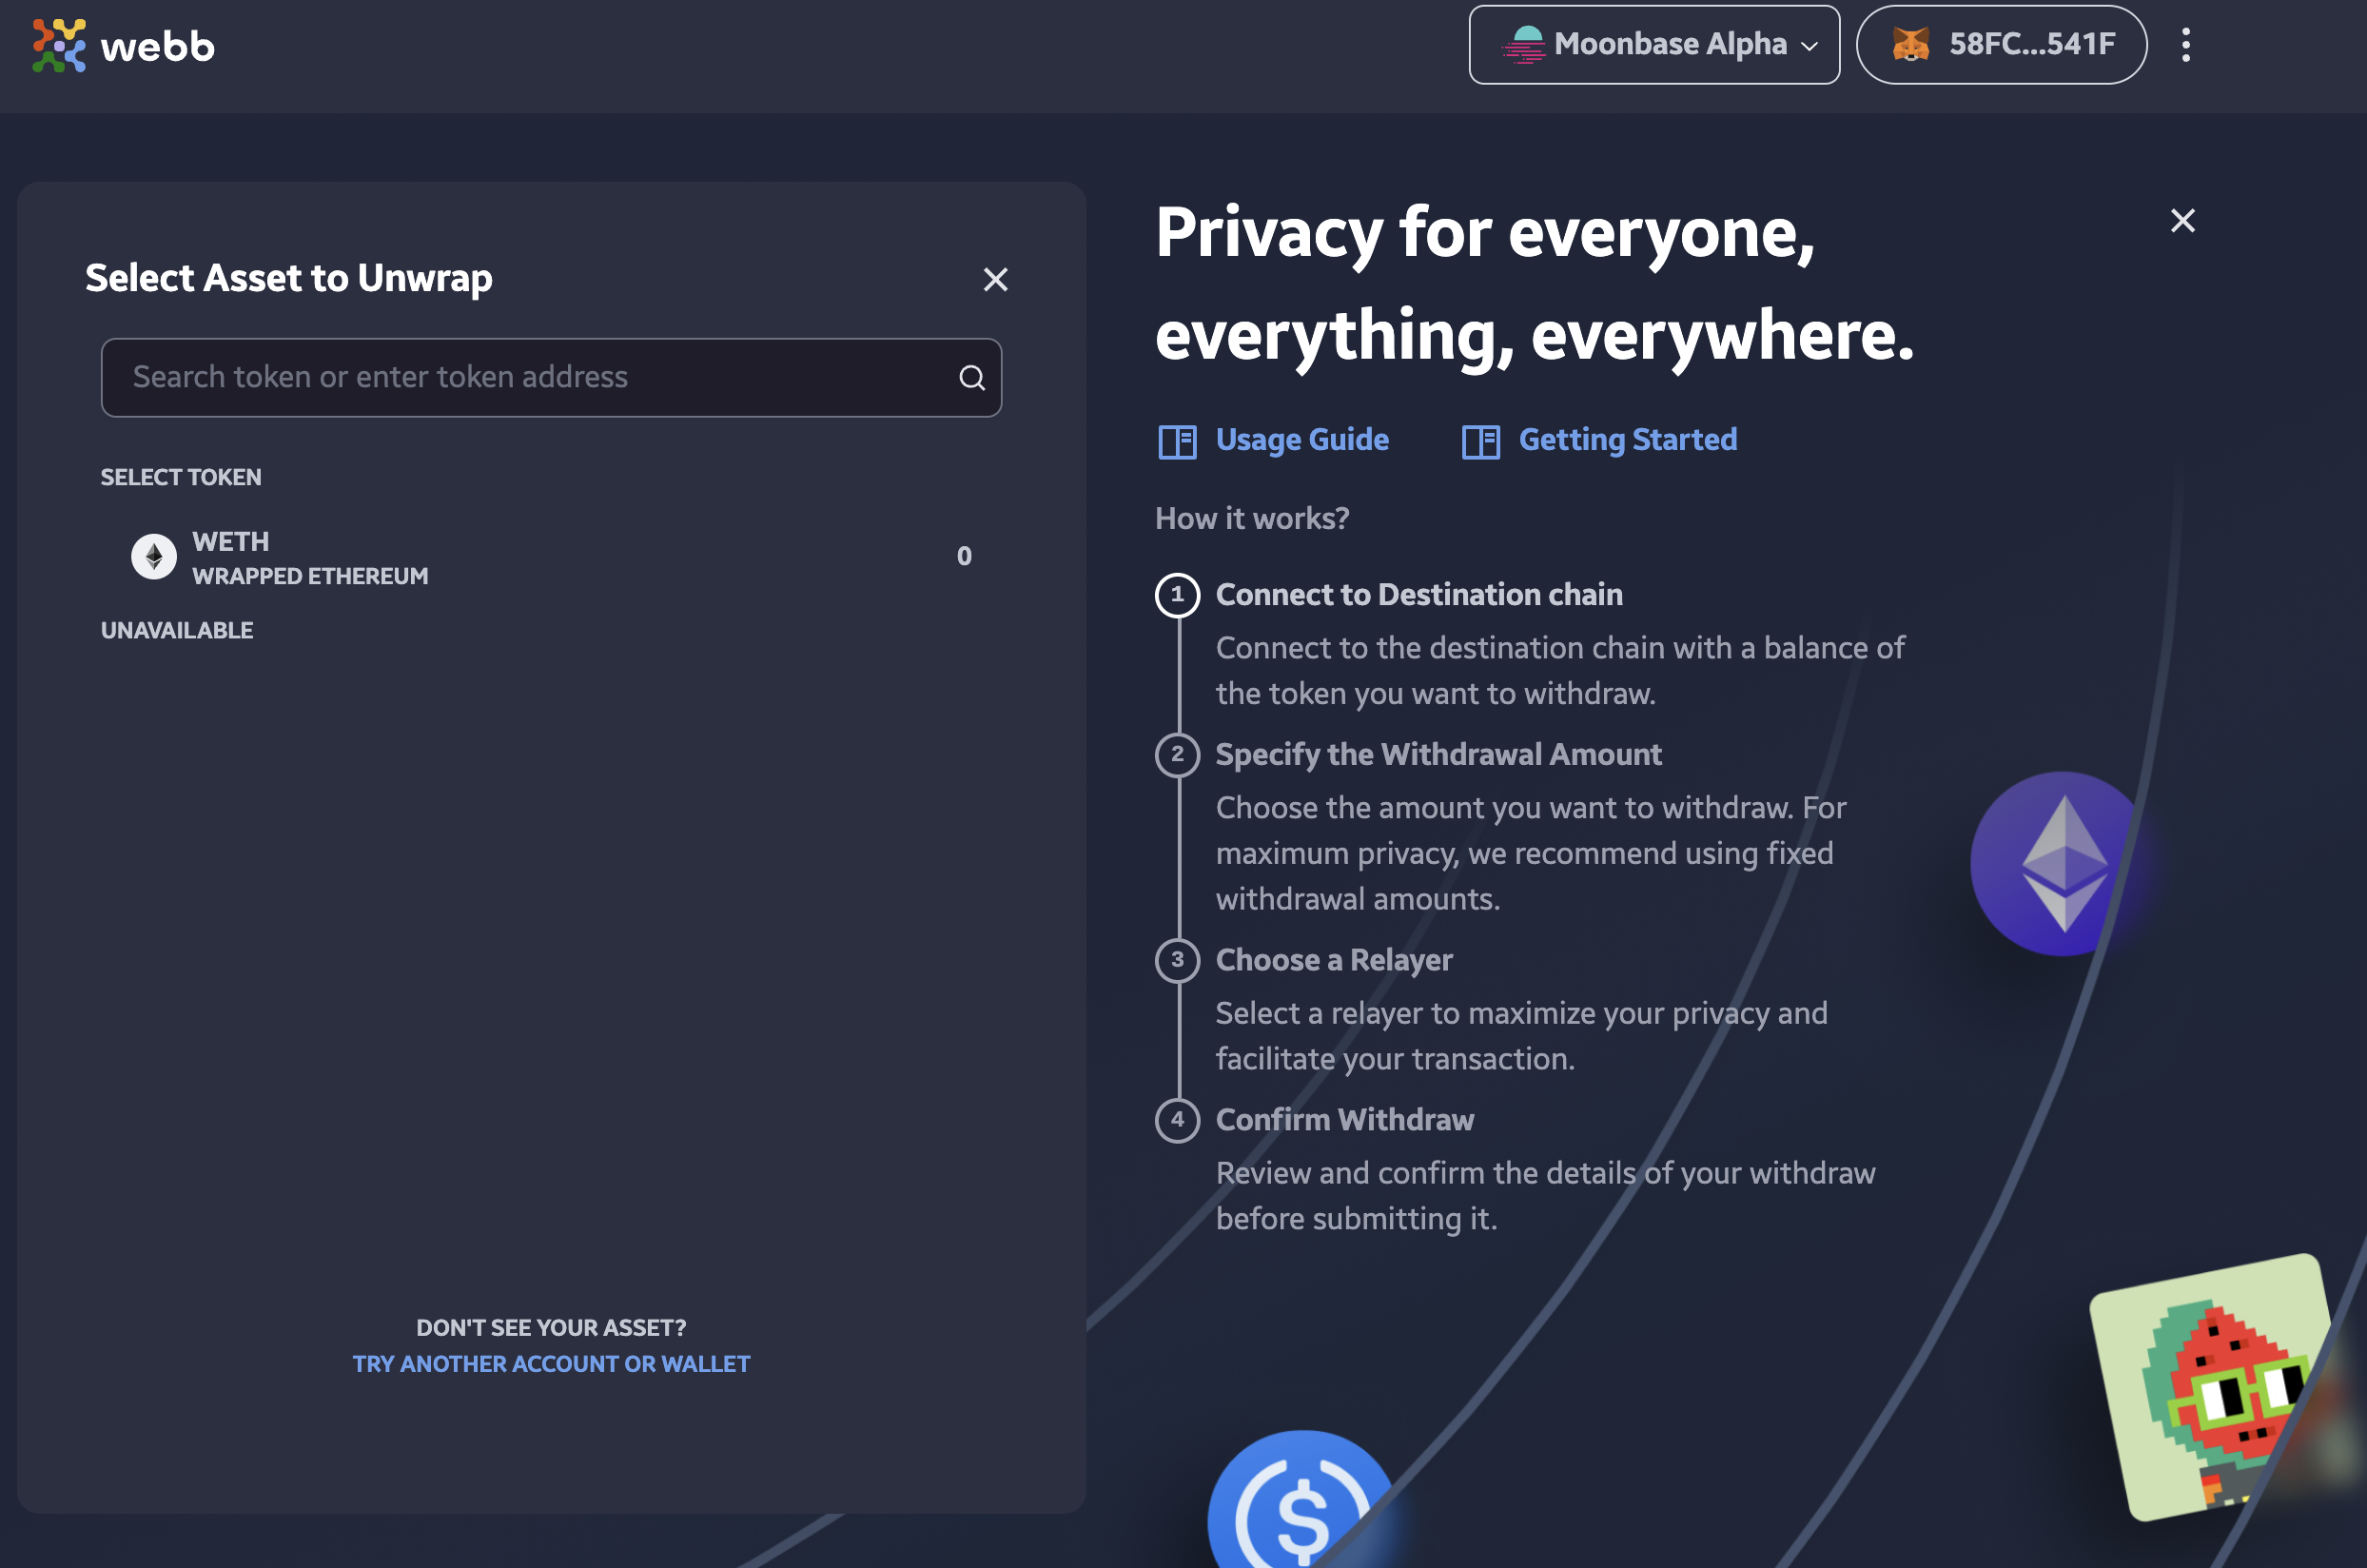 webb
Moonbase Alpha
58FC...541F
Select Asset to Unwrap
Search token or enter token address
SELECT TOKEN
WETH
0
WRAPPED ETHEREUM
UNAVAILABLE
DON'T SEE YOUR ASSET?
TRY ANOTHER ACCOUNT OR WALLET
Privacy for everyone,
everything, everywhere.
Usage Guide
Getting Started
How it works?
1 Connect to Destination chain
Connect to the destination chain with a balance of
the token you want to withdraw.
2 Specify the Withdrawal Amount
Choose the amount you want to withdraw. For
maximum privacy, we recommend using fixed
withdrawal amounts.
3 Choose a Relayer
Select a relayer to maximize your privacy and
facilitate your transaction.
4 Confirm Withdraw
Review and confirm the details of your withdraw
before submitting it.
$